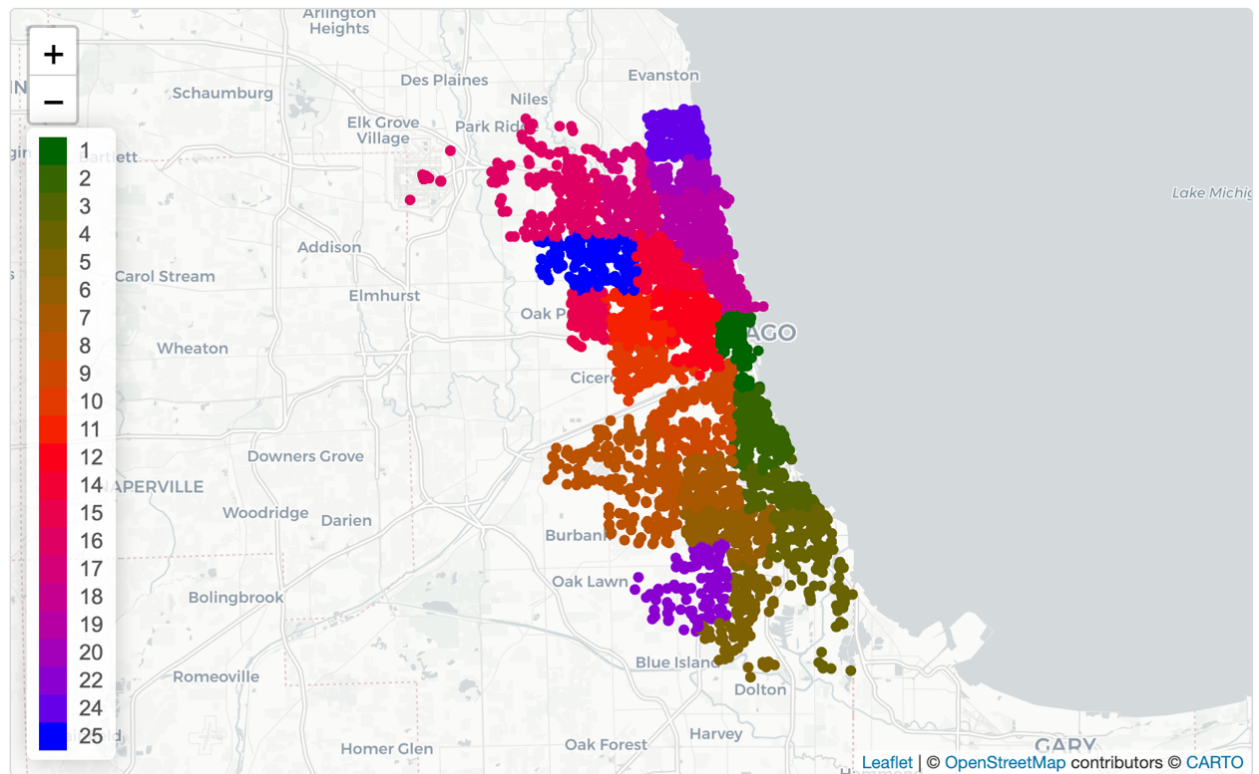 Arlington
Heights
+
−
Evanston
Des Plaines
Schaumburg
Niles
Elk Grove
Village
Park Ridge
Bartlett
1
2
3
4
5
6
7
8
9
10
11
12
14
15
16
17
18
19
20
22
24
25
Lake Michig
Addison
Carol Stream
Elmhurst
Oak P
AGO
Wheaton
Cicero
Downers Grove
NAPERVILLE
Woodridge
Darien
Burbank
Oak Lawn
Bolingbrook
Blue Island
Romeoville
Dolton
Harvey
Oak Forest
Homer Glen
GARY
Leaflet | © OpenStreetMap contributors © CARTO